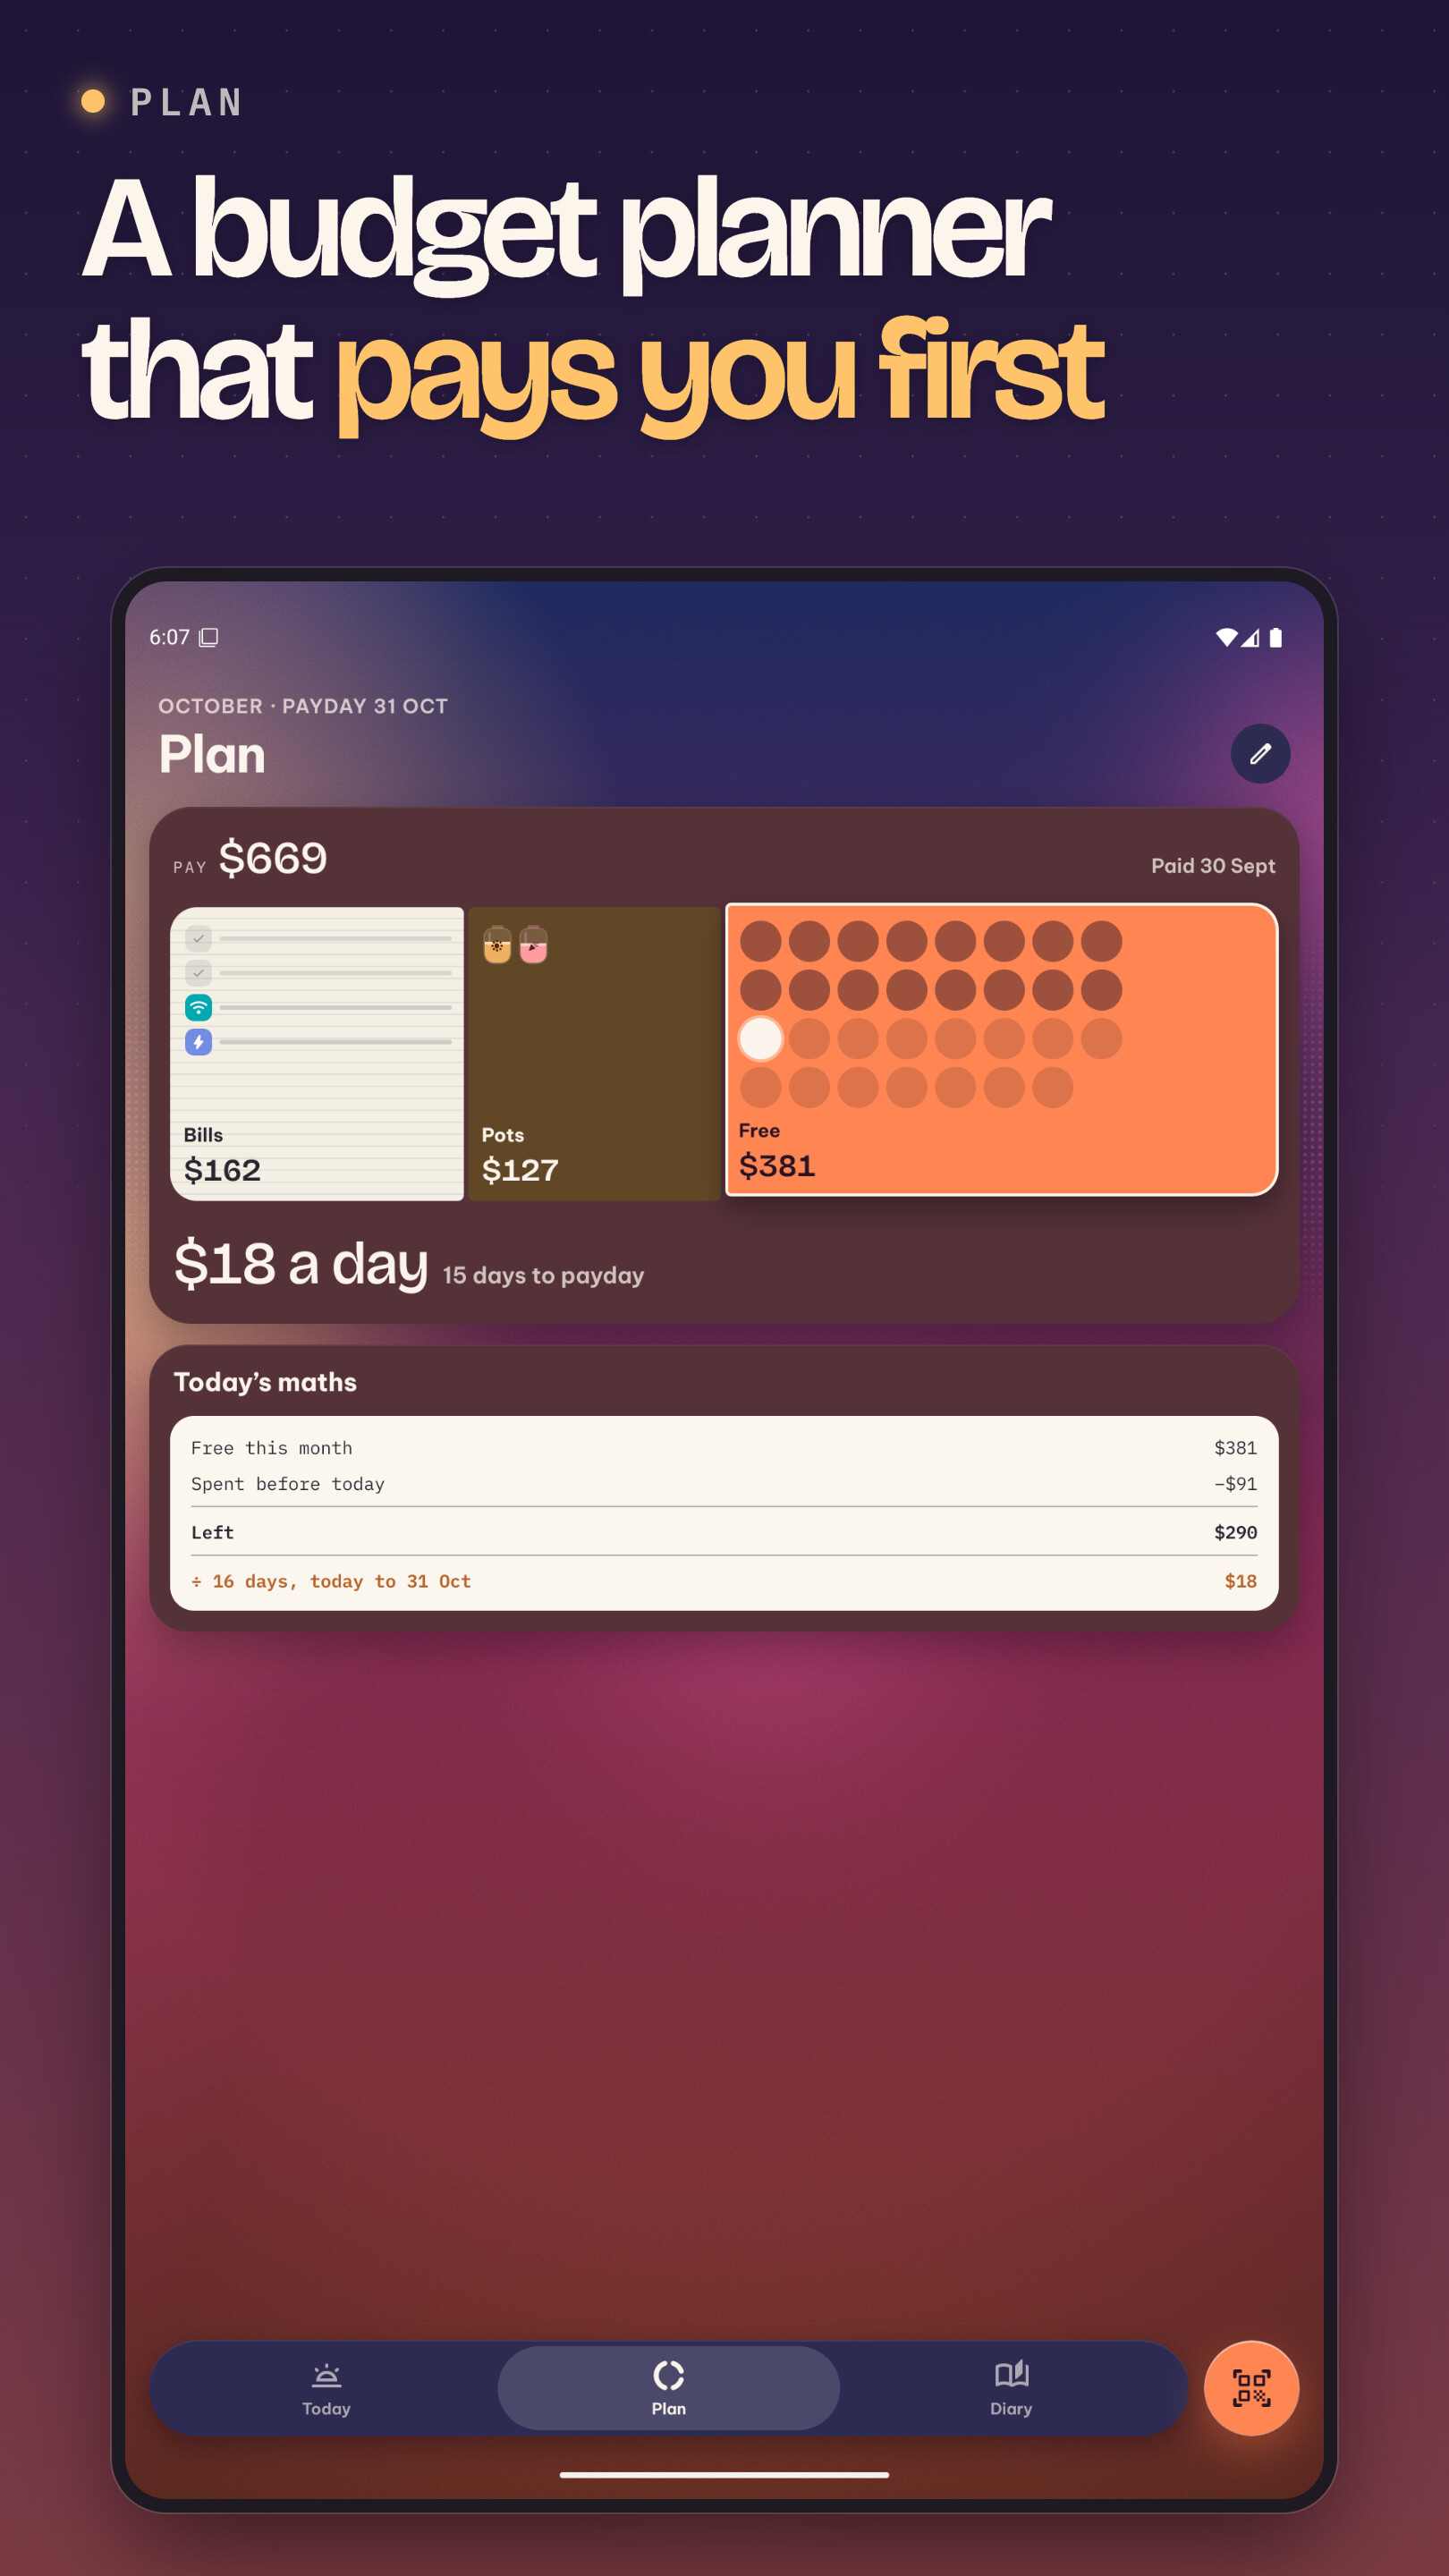 PLAN
A budget planner
that pays you first
6:07
OCTOBER · PAYDAY 31 OCT
Plan
PAY $669
Paid 30 Sept
Bills
$162
Pots
$127
Free
$381
$18 a day 15 days to payday
Today’s maths
Free this month $381
Spent before today −$91
Left $290
÷ 16 days, today to 31 Oct $18
Today
Plan
Diary